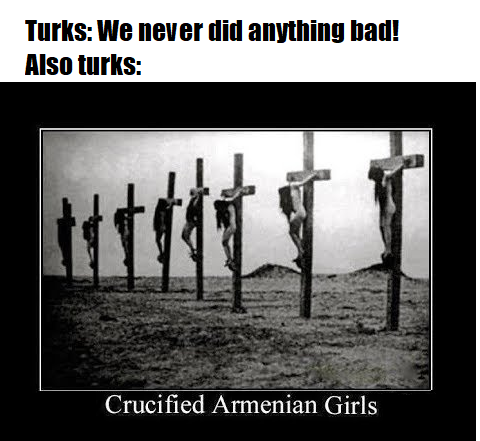 Turks: We never did anything bad!
Also turks:
Crucified Armenian Girls